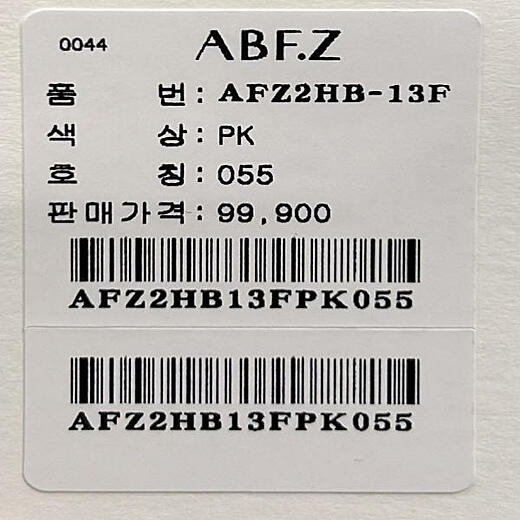 0044 ABF.Z
품 번 : AFZ2HB-13F
색 상 : PK
호 칭 : 055
판매가격 : 99,900
AFZ2HB13FPK055
AFZ2HB13FPK055